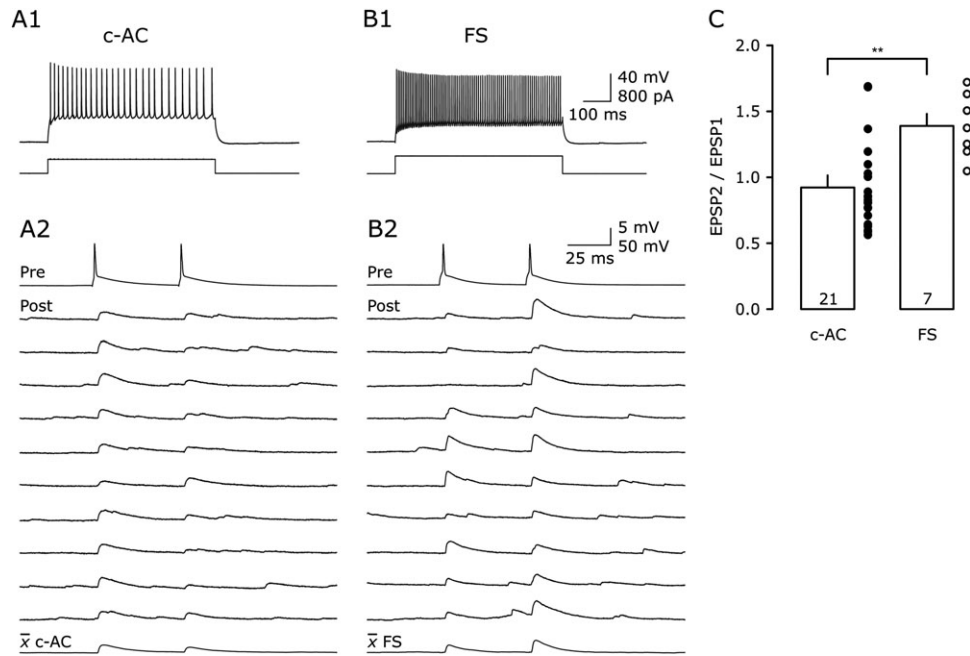 A1
c-AC
B1
FS
40 mV
800 pA
100 ms
A2
Pre
Post
x̄ c-AC
B2
5 mV
50 mV
25 ms
Pre
Post
x̄ FS
C
EPSP2 / EPSP1
2.0
1.5
1.0
0.5
0.0
**
21
7
c-AC
FS